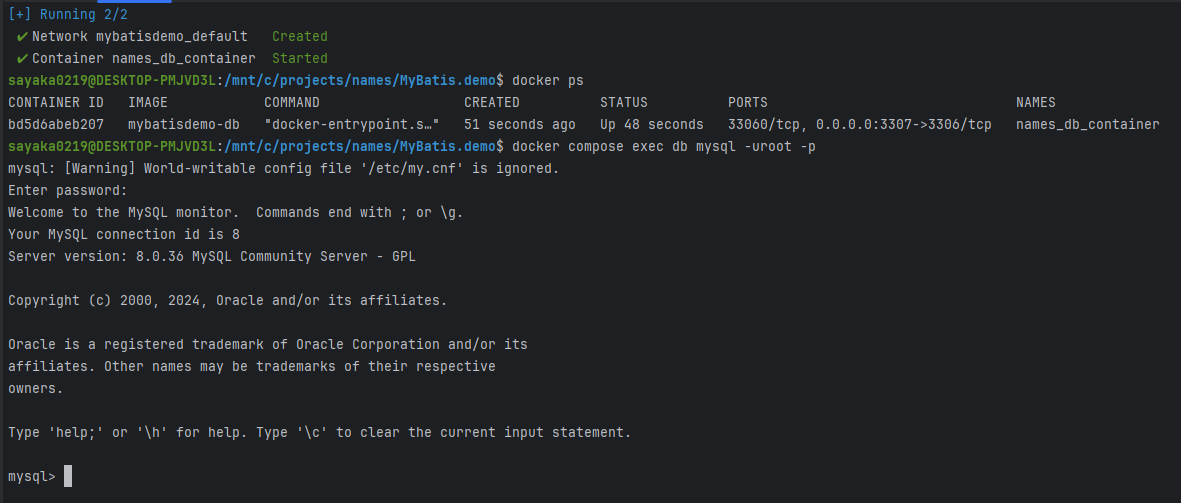 [+] Running 2/2
✔ Network mybatisdemo_default   Created
✔ Container names_db_container  Started
sayaka0219@DESKTOP-PMJVD3L:/mnt/c/projects/names/MyBatis.demo$ docker ps
CONTAINER ID   IMAGE            COMMAND                  CREATED          STATUS          PORTS                               NAMES
bd5d6abeb207   mybatisdemo-db   "docker-entrypoint.s…"   51 seconds ago   Up 48 seconds   33060/tcp, 0.0.0.0:3307->3306/tcp   names_db_container
sayaka0219@DESKTOP-PMJVD3L:/mnt/c/projects/names/MyBatis.demo$ docker compose exec db mysql -uroot -p
mysql: [Warning] World-writable config file '/etc/my.cnf' is ignored.
Enter password:
Welcome to the MySQL monitor.  Commands end with ; or \g.
Your MySQL connection id is 8
Server version: 8.0.36 MySQL Community Server - GPL
Copyright (c) 2000, 2024, Oracle and/or its affiliates.
Oracle is a registered trademark of Oracle Corporation and/or its
affiliates. Other names may be trademarks of their respective
owners.
Type 'help;' or '\h' for help. Type '\c' to clear the current input statement.
mysql>